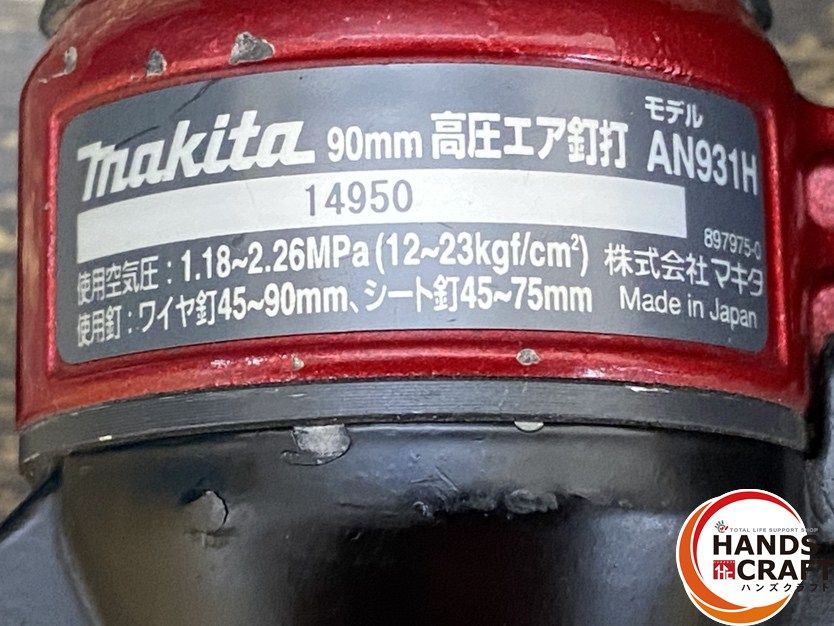 makita 90mm 高圧エア釘打 モデル AN931H
14950
897975-0
使用空気圧：1.18~2.26MPa(12~23kgf/cm²) 株式会社マキタ
使用釘：ワイヤ釘45~90mm、シート釘45~75mm Made in Japan
TOTAL LIFE SUPPORT SHOP
HANDS
CRAFT
ハンズクラフト